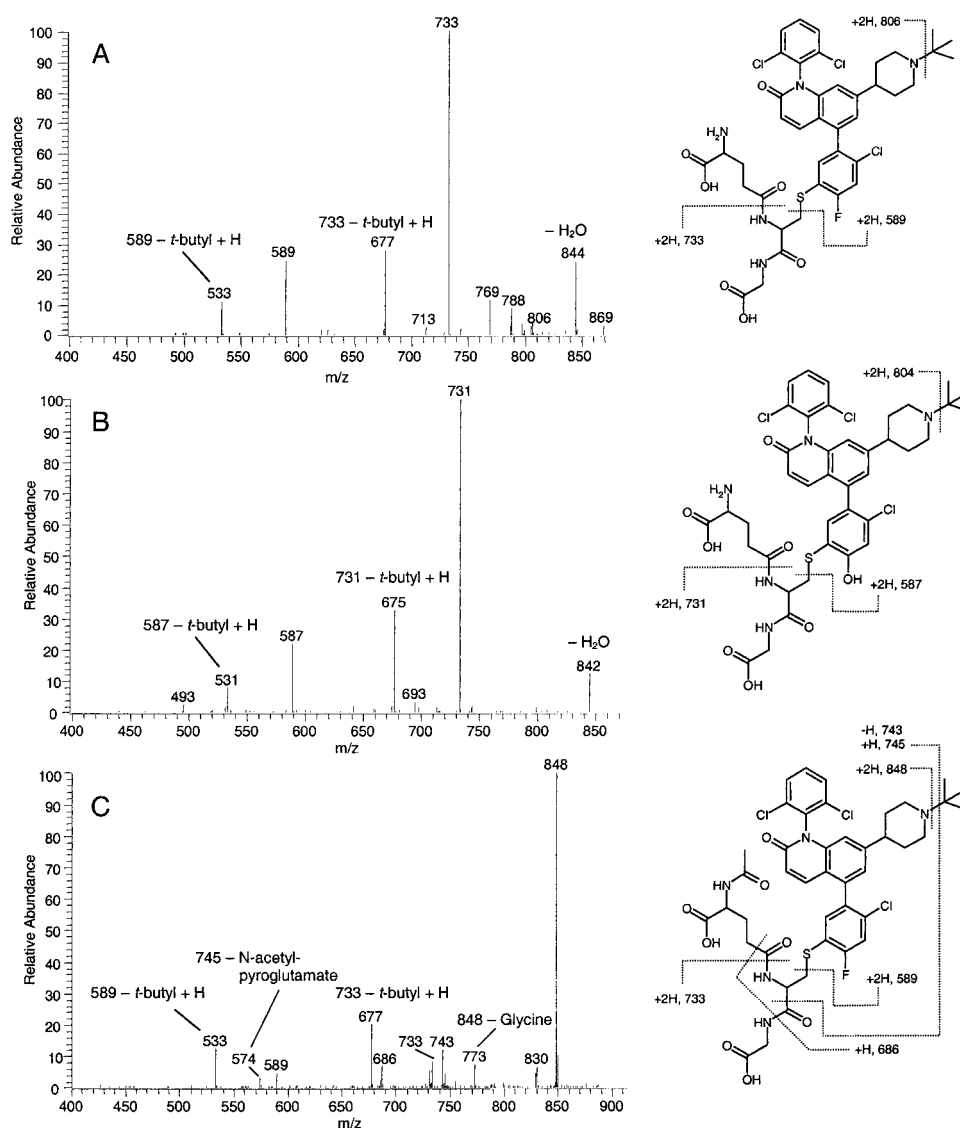 A
Relative Abundance
100
90
80
70
60
50
40
30
20
10
0
733
733 – t-butyl + H
677
589 – t-butyl + H
533
589
– H₂O
844
769
788
713
806
869
400 450 500 550 600 650 700 750 800 850
m/z
+2H, 806
Cl Cl
N
N
O
H₂N
Cl
O
OH
O
S
F
HN
+2H, 733
+2H, 589
HN
O
O
OH
B
Relative Abundance
100
90
80
70
60
50
40
30
20
10
0
731
731 – t-butyl + H
675
587 – t-butyl + H
531
587
– H₂O
842
493
693
400 450 500 550 600 650 700 750 800 850
m/z
+2H, 804
Cl Cl
N
N
O
H₂N
Cl
O
OH
O
S
OH
HN
+2H, 731
+2H, 587
HN
O
O
OH
C
Relative Abundance
100
90
80
70
60
50
40
30
20
10
0
848
745 – N-acetyl-
pyroglutamate
589 – t-butyl + H
733 – t-butyl + H
848 – Glycine
533
574
589
677
686
733
743
773
830
400 450 500 550 600 650 700 750 800 850 900
m/z
-H, 743
+H, 745
+2H, 848
Cl Cl
N
N
O
HN
O
Cl
O
OH
O
S
F
HN
+2H, 733
+2H, 589
HN
O
O
OH
+H, 686